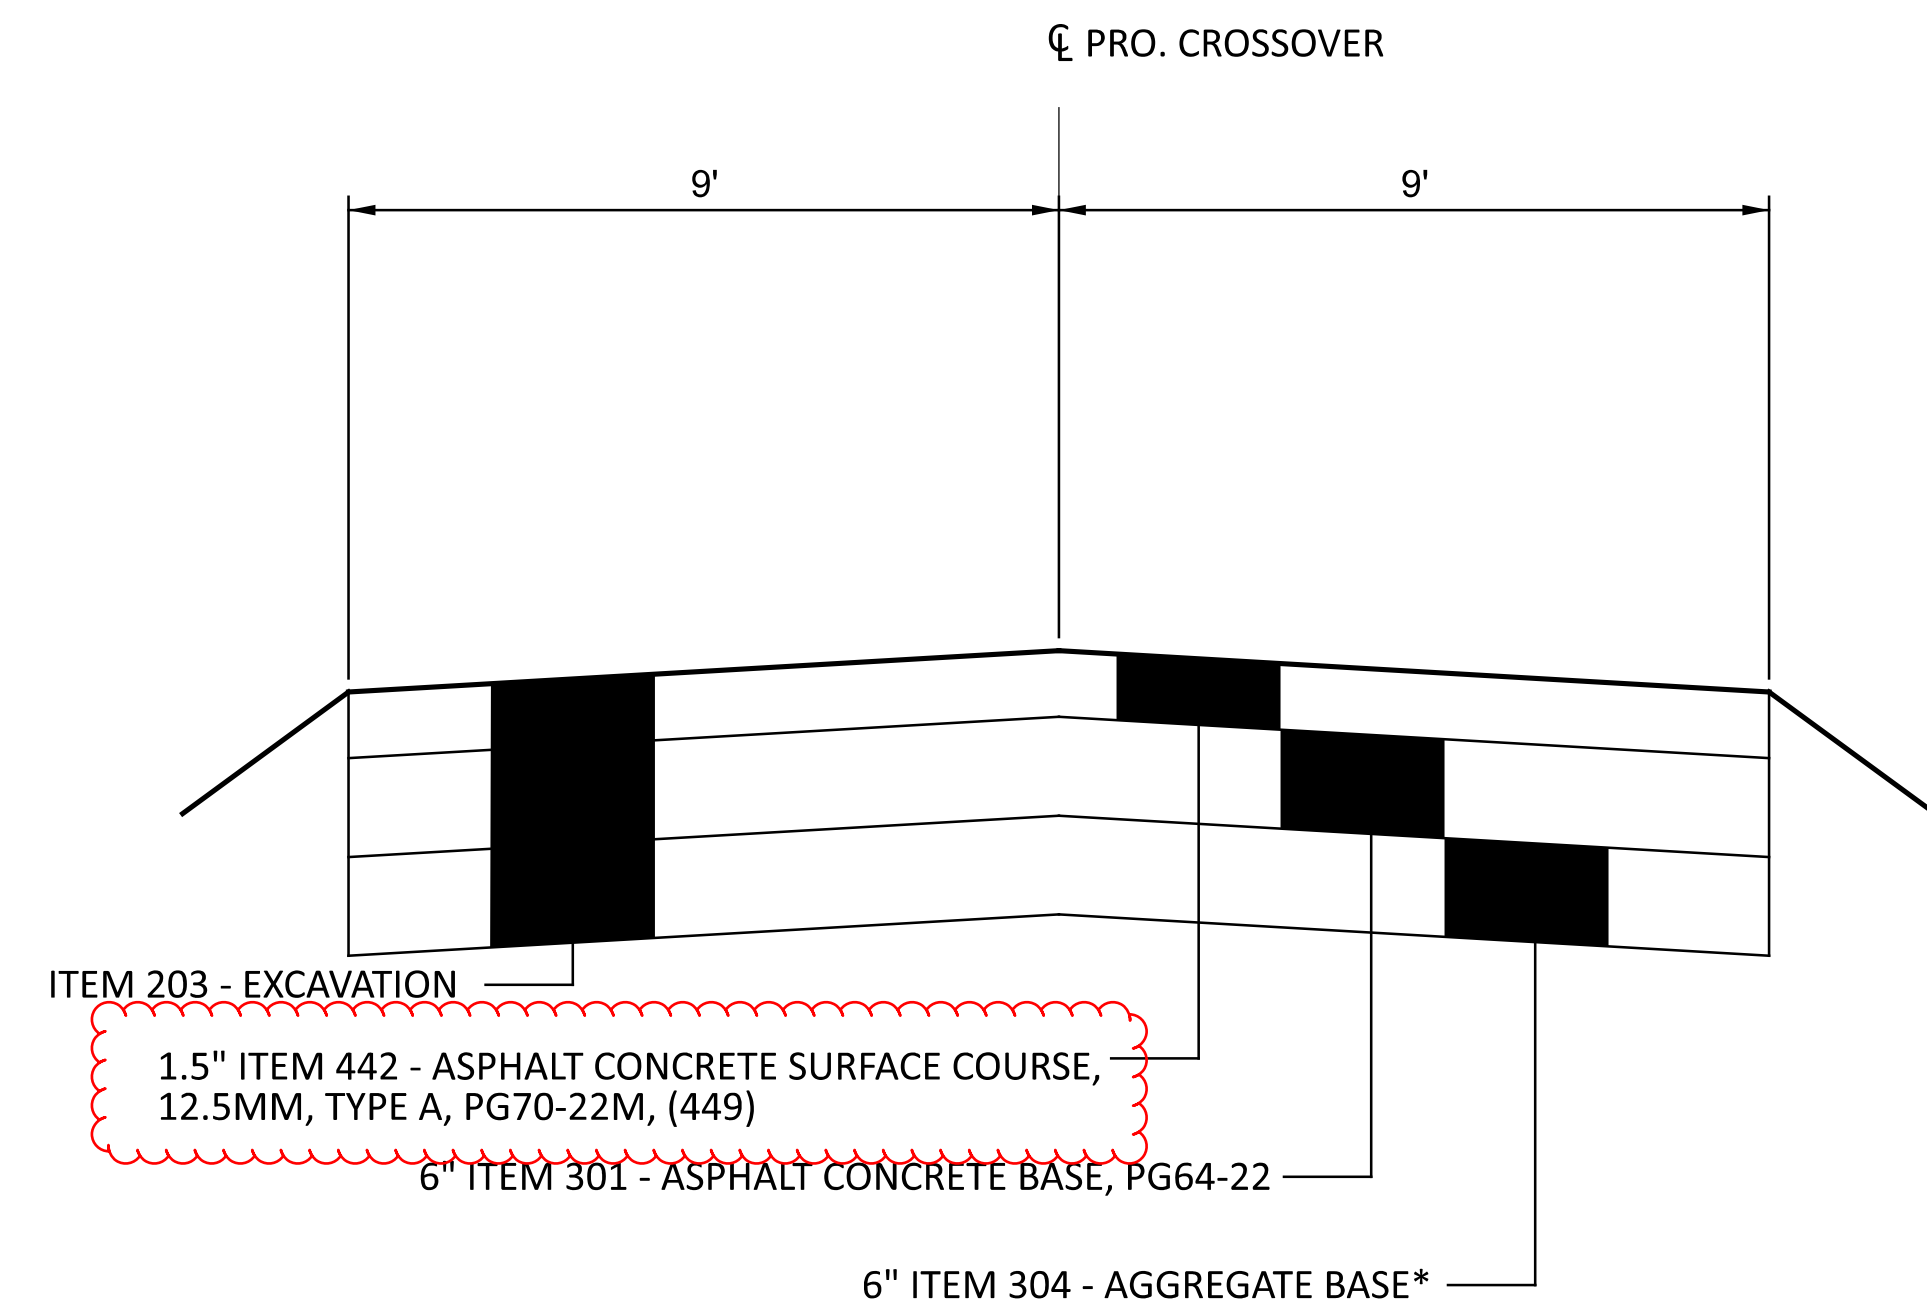 ℄ PRO. CROSSOVER
9' 9'
ITEM 203 - EXCAVATION
1.5" ITEM 442 - ASPHALT CONCRETE SURFACE COURSE,
12.5MM, TYPE A, PG70-22M, (449)
6" ITEM 301 - ASPHALT CONCRETE BASE, PG64-22
6" ITEM 304 - AGGREGATE BASE*